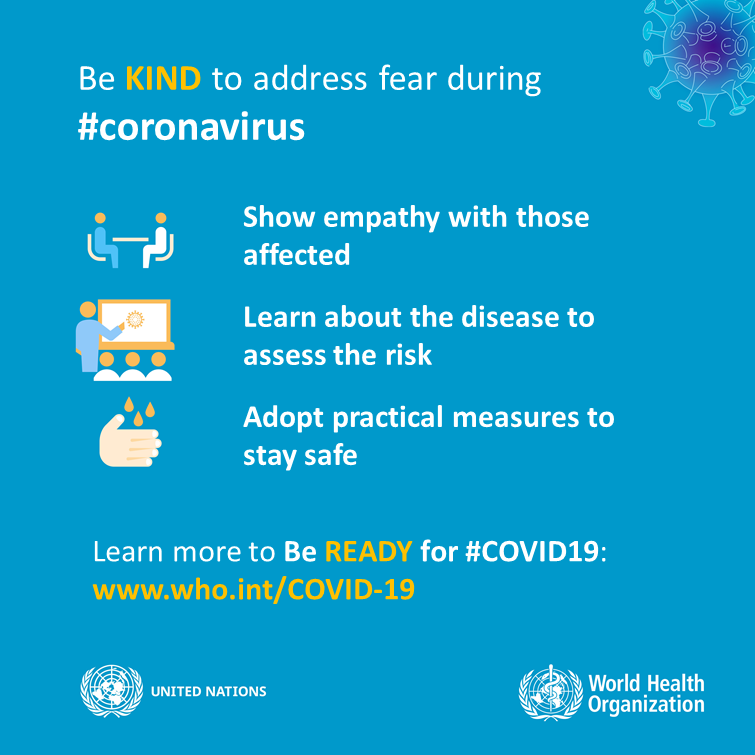 Be KIND to address fear during
#coronavirus
Show empathy with those
affected
Learn about the disease to
assess the risk
Adopt practical measures to
stay safe
Learn more to Be READY for #COVID19:
www.who.int/COVID-19
UNITED NATIONS
World Health
Organization